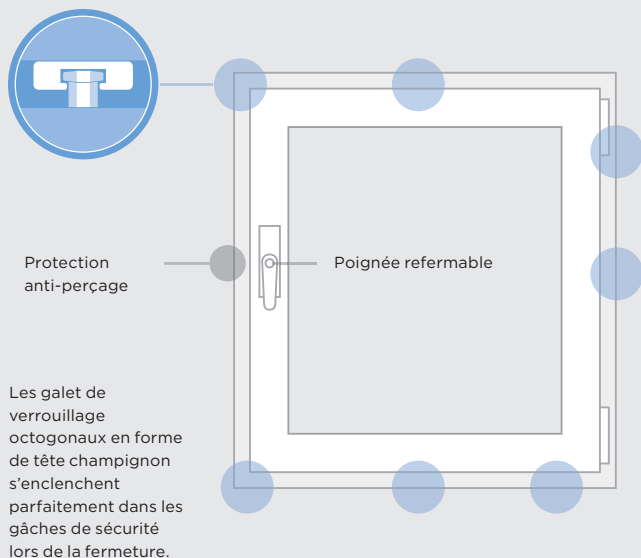 Protection
anti-perçage
Poignée refermable
Les galet de
verrouillage
octogonaux en forme
de tête champignon
s'enclenchent
parfaitement dans les
gâches de sécurité
lors de la fermeture.